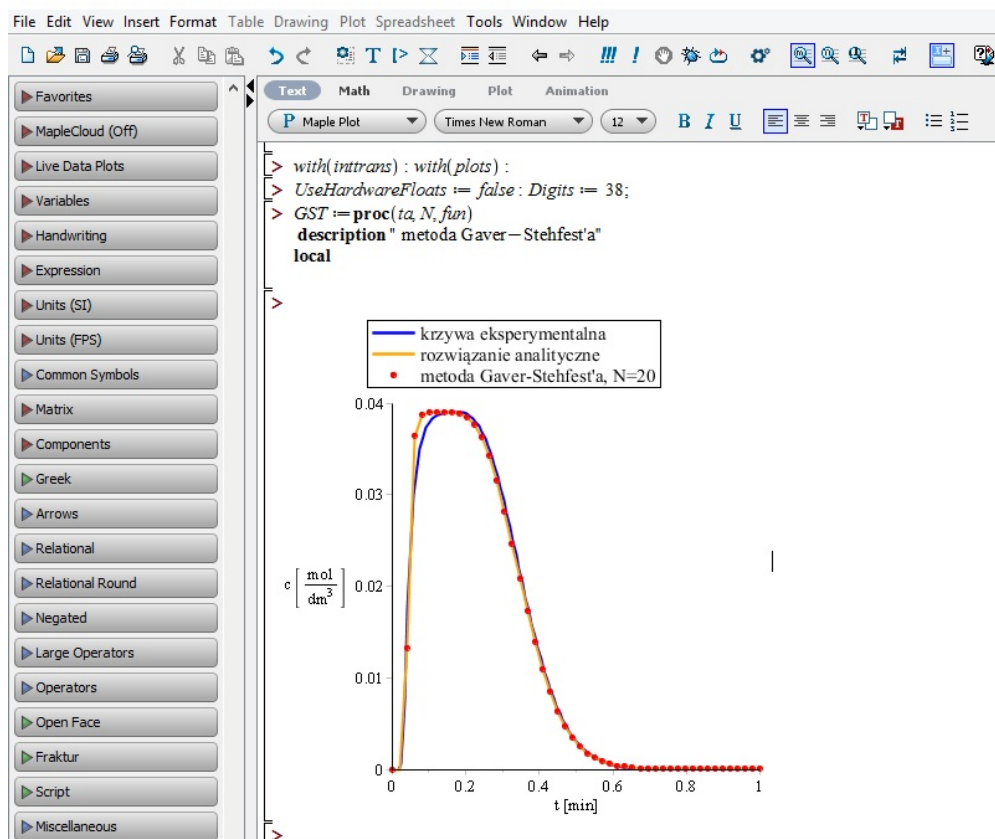 File Edit View Insert Format Table Drawing Plot Spreadsheet Tools Window Help
Favorites
MapleCloud (Off)
Live Data Plots
Variables
Handwriting
Expression
Units (SI)
Units (FPS)
Common Symbols
Matrix
Components
Greek
Arrows
Relational
Relational Round
Negated
Large Operators
Operators
Open Face
Fraktur
Script
Miscellaneous
Text Math Drawing Plot Animation
P Maple Plot Times New Roman 12 B I U
> with(inttrans) : with(plots) :
> UseHardwareFloats := false : Digits := 38;
> GST := proc(ta, N, fun)
description " metoda Gaver−Stehfest'a"
local
>
krzywa eksperymentalna
rozwiązanie analityczne
metoda Gaver-Stehfest'a, N=20
0.04
0.03
c [mol/dm³] 0.02
0.01
0
0 0.2 0.4 0.6 0.8 1
t [min]
>